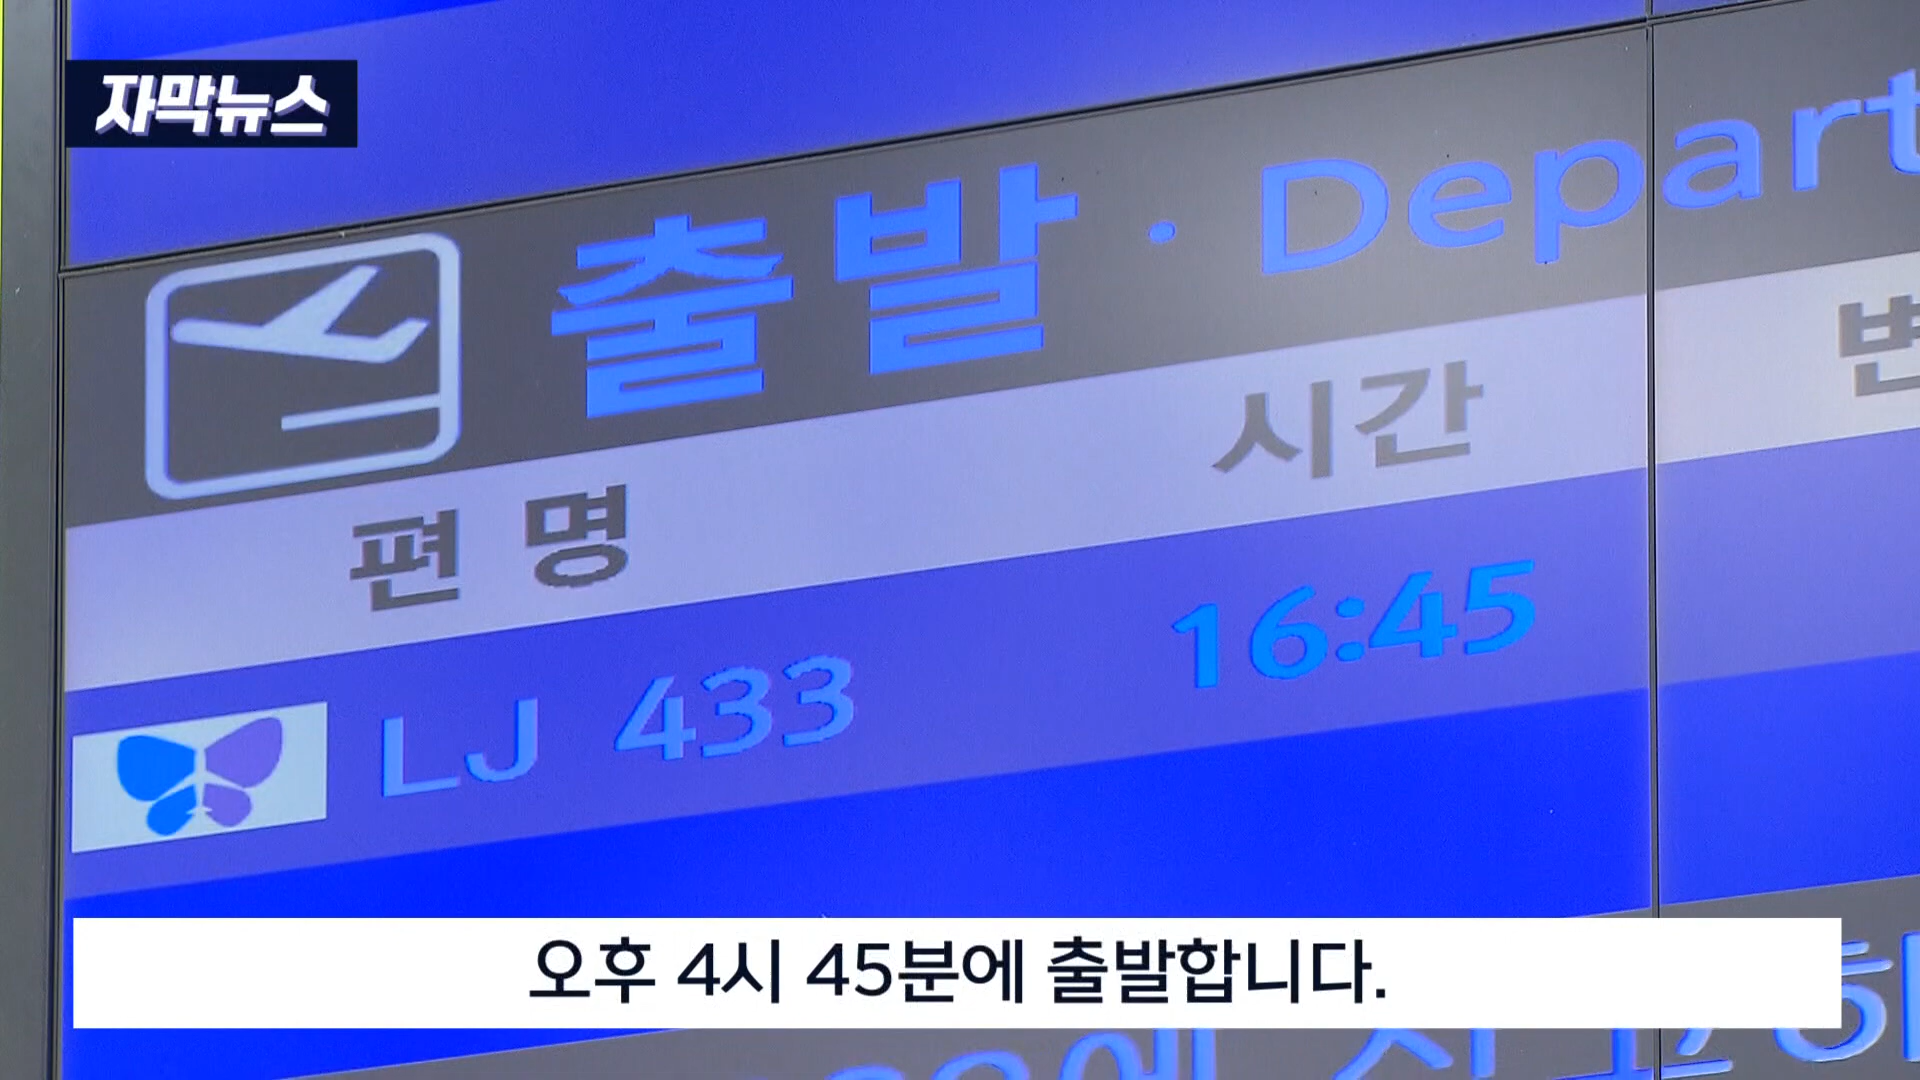 자막뉴스
출발 · Depart
시간
편명
LJ 433 16:45
오후 4시 45분에 출발합니다.